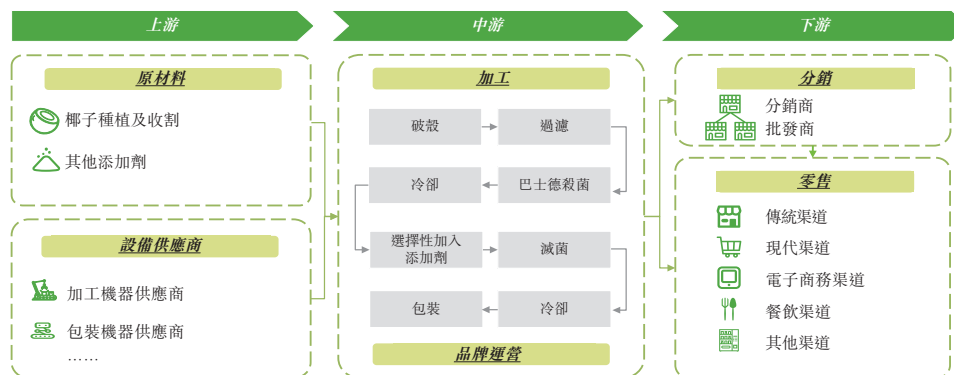 上游
中游
下游
原材料
椰子種植及收割
其他添加劑
設備供應商
加工機器供應商
包裝機器供應商
……
加工
破殼
過濾
巴士德殺菌
冷卻
選擇性加入
添加劑
滅菌
冷卻
包裝
品牌運營
分銷
分銷商
批發商
零售
傳統渠道
現代渠道
電子商務渠道
餐飲渠道
其他渠道